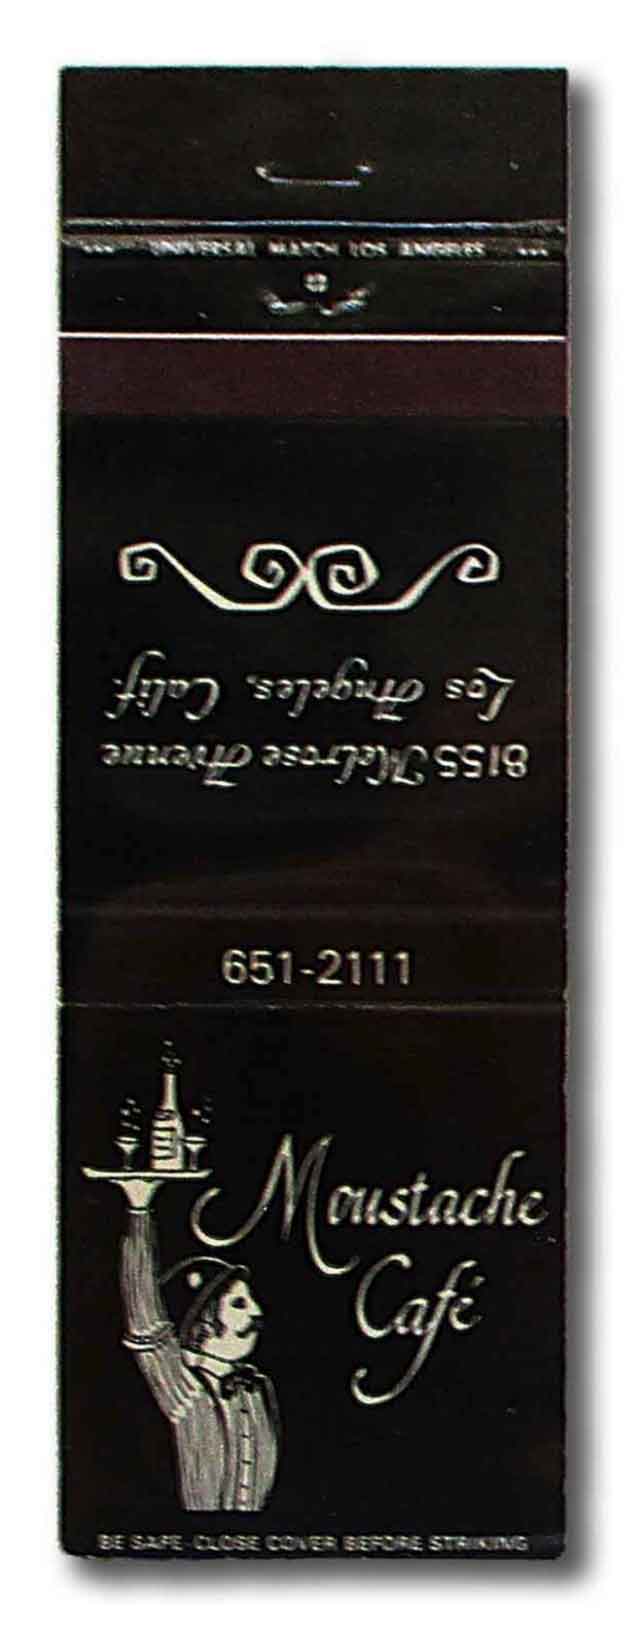 UNIVERSAL MATCH LOS ANGELES
8155 Melrose Avenue
Los Angeles, Calif.
651-2111
Moustache
Café
BE SAFE-CLOSE COVER BEFORE STRIKING